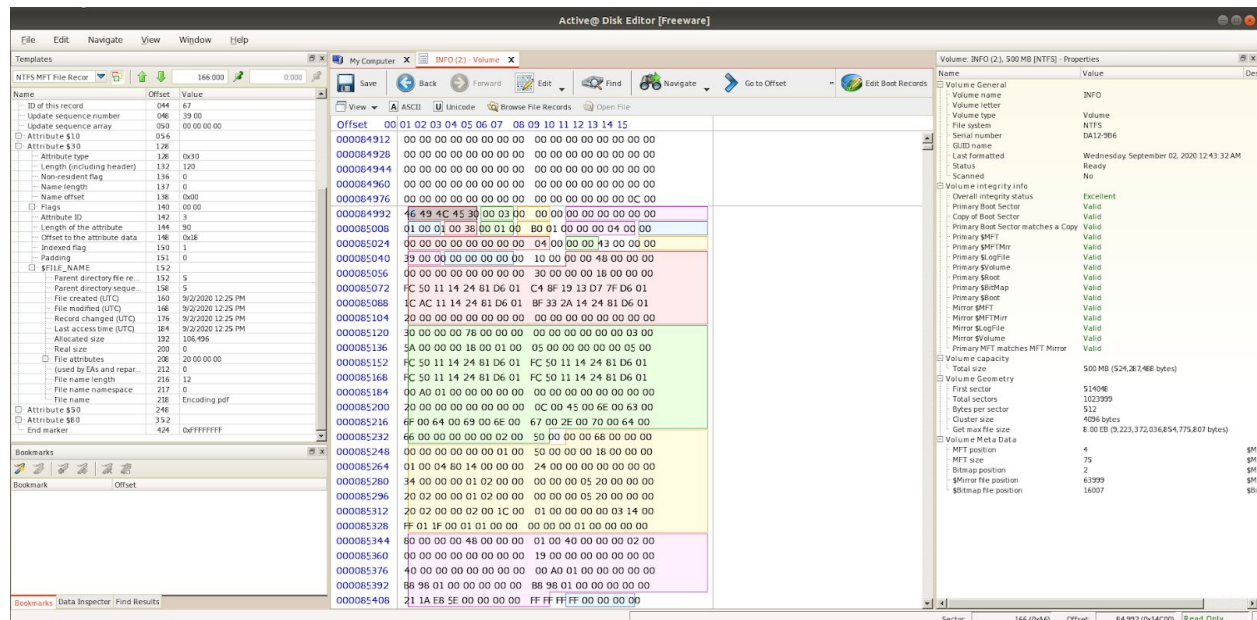 Active@ Disk Editor [Freeware]
File Edit Navigate View Window Help
Templates
NTFS MFT File Recor 166 000 0:000
Name Offset Value
ID of this record 044 67
Update sequence number 048 39 00
Update sequence array 050 00 00 00 00
Attribute $10 056
Attribute $30 128
Attribute type 128 0x30
Length (including header) 132 120
Non-resident flag 136 0
Name length 137 0
Name offset 138 0x00
Flags 140 00 00
Attribute ID 142 3
Length of the attribute 144 90
Offset to the attribute data 148 0x18
Indexed flag 150 1
Padding 151 0
$FILE_NAME 152
Parent directory file re... 152 5
Parent directory seque... 158 5
File created (UTC) 160 9/2/2020 12:25 PM
File modified (UTC) 168 9/2/2020 12:25 PM
Record changed (UTC) 176 9/2/2020 12:25 PM
Last access time (UTC) 184 9/2/2020 12:25 PM
Allocated size 192 106,496
Real size 200 0
File attributes 208 20 00 00 00
(used by EAs and repar... 212 0
File name length 216 12
File name namespace 217 0
File name 218 Encoding.pdf
Attribute $50 248
Attribute $80 352
End marker 424 0xFFFFFFFF
Bookmarks
Bookmark Offset
Bookmarks Data Inspector Find Results
My Computer X INFO (2) - Volume X
Save Back Forward Edit Find Navigate Go to Offset Edit Boot Records
View A ASCII U Unicode Browse File Records Open File
Offset 00 01 02 03 04 05 06 07 08 09 10 11 12 13 14 15
000084912 00 00 00 00 00 00 00 00 00 00 00 00 00 00 00 00
000084928 00 00 00 00 00 00 00 00 00 00 00 00 00 00 00 00
000084944 00 00 00 00 00 00 00 00 00 00 00 00 00 00 00 00
000084960 00 00 00 00 00 00 00 00 00 00 00 00 00 00 00 00
000084976 00 00 00 00 00 00 00 00 00 00 00 00 00 00 0C 00
000084992 46 49 4C 45 30 00 03 00 00 00 00 00 00 00 00 00
000085008 01 00 01 00 38 00 01 00 B0 01 00 00 00 04 00 00
000085024 00 00 00 00 00 00 00 00 04 00 00 00 43 00 00 00
000085040 39 00 00 00 00 00 00 00 10 00 00 00 48 00 00 00
000085056 00 00 00 00 00 00 00 00 30 00 00 00 18 00 00 00
000085072 FC 50 11 14 24 81 D6 01 C4 8F 19 13 D7 7F D6 01
000085088 1C AC 11 14 24 81 D6 01 BF 33 2A 14 24 81 D6 01
000085104 20 00 00 00 00 00 00 00 00 00 00 00 00 00 00 00
000085120 30 00 00 00 78 00 00 00 00 00 00 00 00 00 03 00
000085136 5A 00 00 00 18 00 01 00 05 00 00 00 00 00 05 00
000085152 FC 50 11 14 24 81 D6 01 FC 50 11 14 24 81 D6 01
000085168 FC 50 11 14 24 81 D6 01 FC 50 11 14 24 81 D6 01
000085184 00 A0 01 00 00 00 00 00 00 00 00 00 00 00 00 00
000085200 20 00 00 00 00 00 00 00 0C 00 45 00 6E 00 63 00
000085216 6F 00 64 00 69 00 6E 00 67 00 2E 00 70 00 64 00
000085232 66 00 00 00 00 00 02 00 50 00 00 00 68 00 00 00
000085248 00 00 00 00 00 00 01 00 50 00 00 00 18 00 00 00
000085264 01 00 04 80 14 00 00 00 24 00 00 00 00 00 00 00
000085280 34 00 00 00 01 02 00 00 00 00 00 05 20 00 00 00
000085296 20 02 00 00 01 02 00 00 00 00 00 05 20 00 00 00
000085312 20 02 00 00 02 00 1C 00 01 00 00 00 00 03 14 00
000085328 FF 01 1F 00 01 01 00 00 00 00 00 01 00 00 00 00
000085344 80 00 00 00 48 00 00 00 01 00 40 00 00 00 02 00
000085360 00 00 00 00 00 00 00 00 19 00 00 00 00 00 00 00
000085376 40 00 00 00 00 00 00 00 00 A0 01 00 00 00 00 00
000085392 B8 98 01 00 00 00 00 00 B8 98 01 00 00 00 00 00
000085408 21 1A E8 5E 00 00 00 00 FF FF FF FF 00 00 00 00
Volume: INFO (2), 500 MB [NTFS] - Properties
Name Value Des
Volume General
Volume name INFO
Volume letter
Volume type Volume
File system NTFS
Serial number DA12-9B6
GUID name
Last formatted Wednesday, September 02, 2020 12:43:32 AM
Status Ready
Scanned No
Volume integrity info
Overall integrity status Excellent
Primary Boot Sector Valid
Copy of Boot Sector Valid
Primary Boot Sector matches a Copy Valid
Primary $MFT Valid
Primary $MFTMirr Valid
Primary $LogFile Valid
Primary $Volume Valid
Primary $Root Valid
Primary $BitMap Valid
Primary $Boot Valid
Mirror $MFT Valid
Mirror $MFTMirr Valid
Mirror $LogFile Valid
Mirror $Volume Valid
Primary MFT matches MFT Mirror Valid
Volume capacity
Total size 500 MB (524,287,488 bytes)
Volume Geometry
First sector 514048
Total sectors 1023999
Bytes per sector 512
Cluster size 4096 bytes
Get max file size 8.00 EB (9,223,372,036,854,775,807 bytes)
Volume Meta Data
MFT position 4 $M
MFT size 75 $M
Bitmap position 2 $M
$Mirror file position 63999 $M
$Bitmap file position 16007 $Bi
Sector: 166 (0xA6) Offset: 84,992 (0x14C00) Read Only